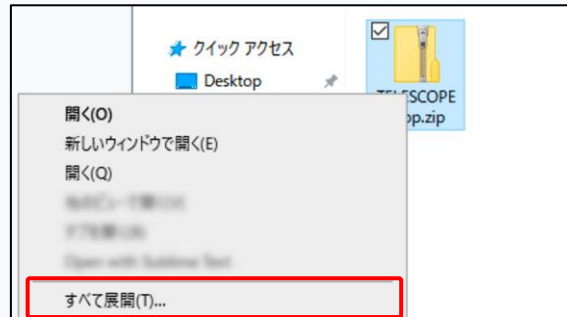 クイック アクセス
Desktop
TELESCOPE
pp.zip
開く(O)
新しいウィンドウで開く(E)
開く(Q)
すべて展開(T)...